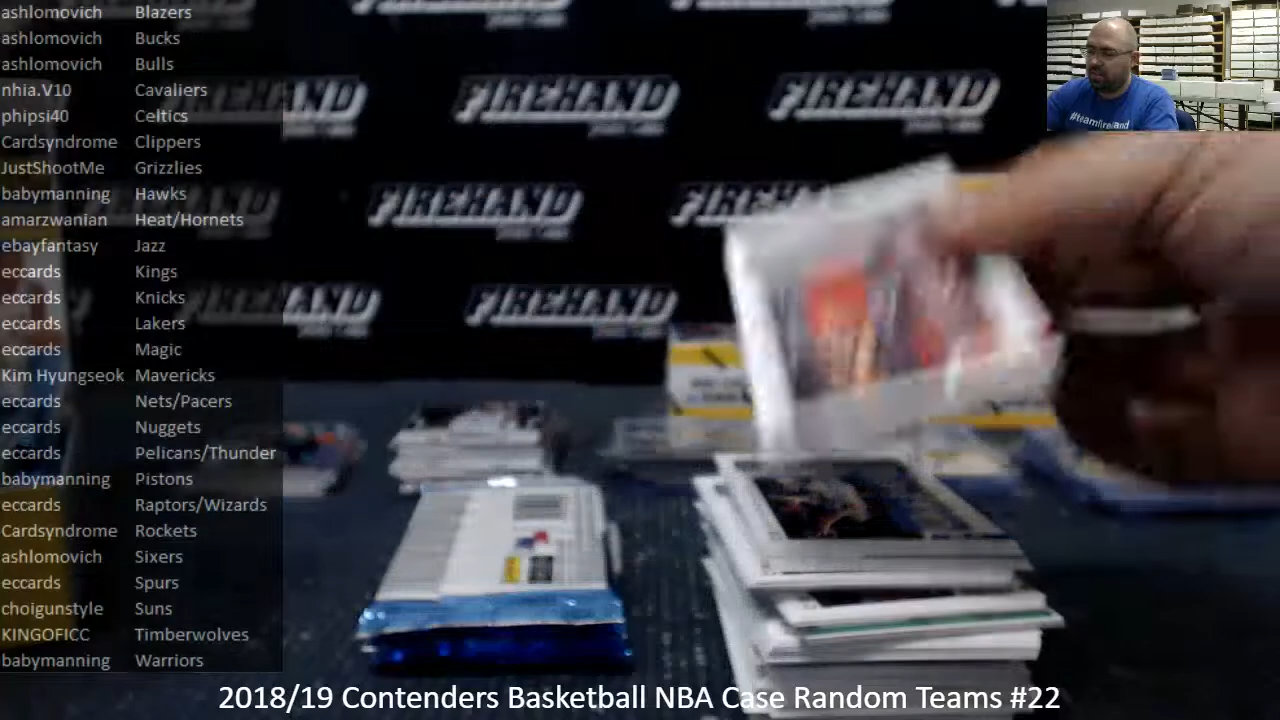 ashlomovich Blazers
ashlomovich Bucks
ashlomovich Bulls
nhia.V10 Cavaliers
phipsi40 Celtics
Cardsyndrome Clippers
JustShootMe Grizzlies
babymanning Hawks
amarzwanian Heat/Hornets
ebayfantasy Jazz
eccards Kings
eccards Knicks
eccards Lakers
eccards Magic
Kim Hyungseok Mavericks
eccards Nets/Pacers
eccards Nuggets
eccards Pelicans/Thunder
babymanning Pistons
eccards Raptors/Wizards
Cardsyndrome Rockets
ashlomovich Sixers
eccards Spurs
choigunstyle Suns
KINGOFICC Timberwolves
babymanning Warriors
FIREHAND FIREHAND
FIREHAND FIREHAND
FIREHAND FIREHAND
#teamfirehand
2018/19 Contenders Basketball NBA Case Random Teams #22